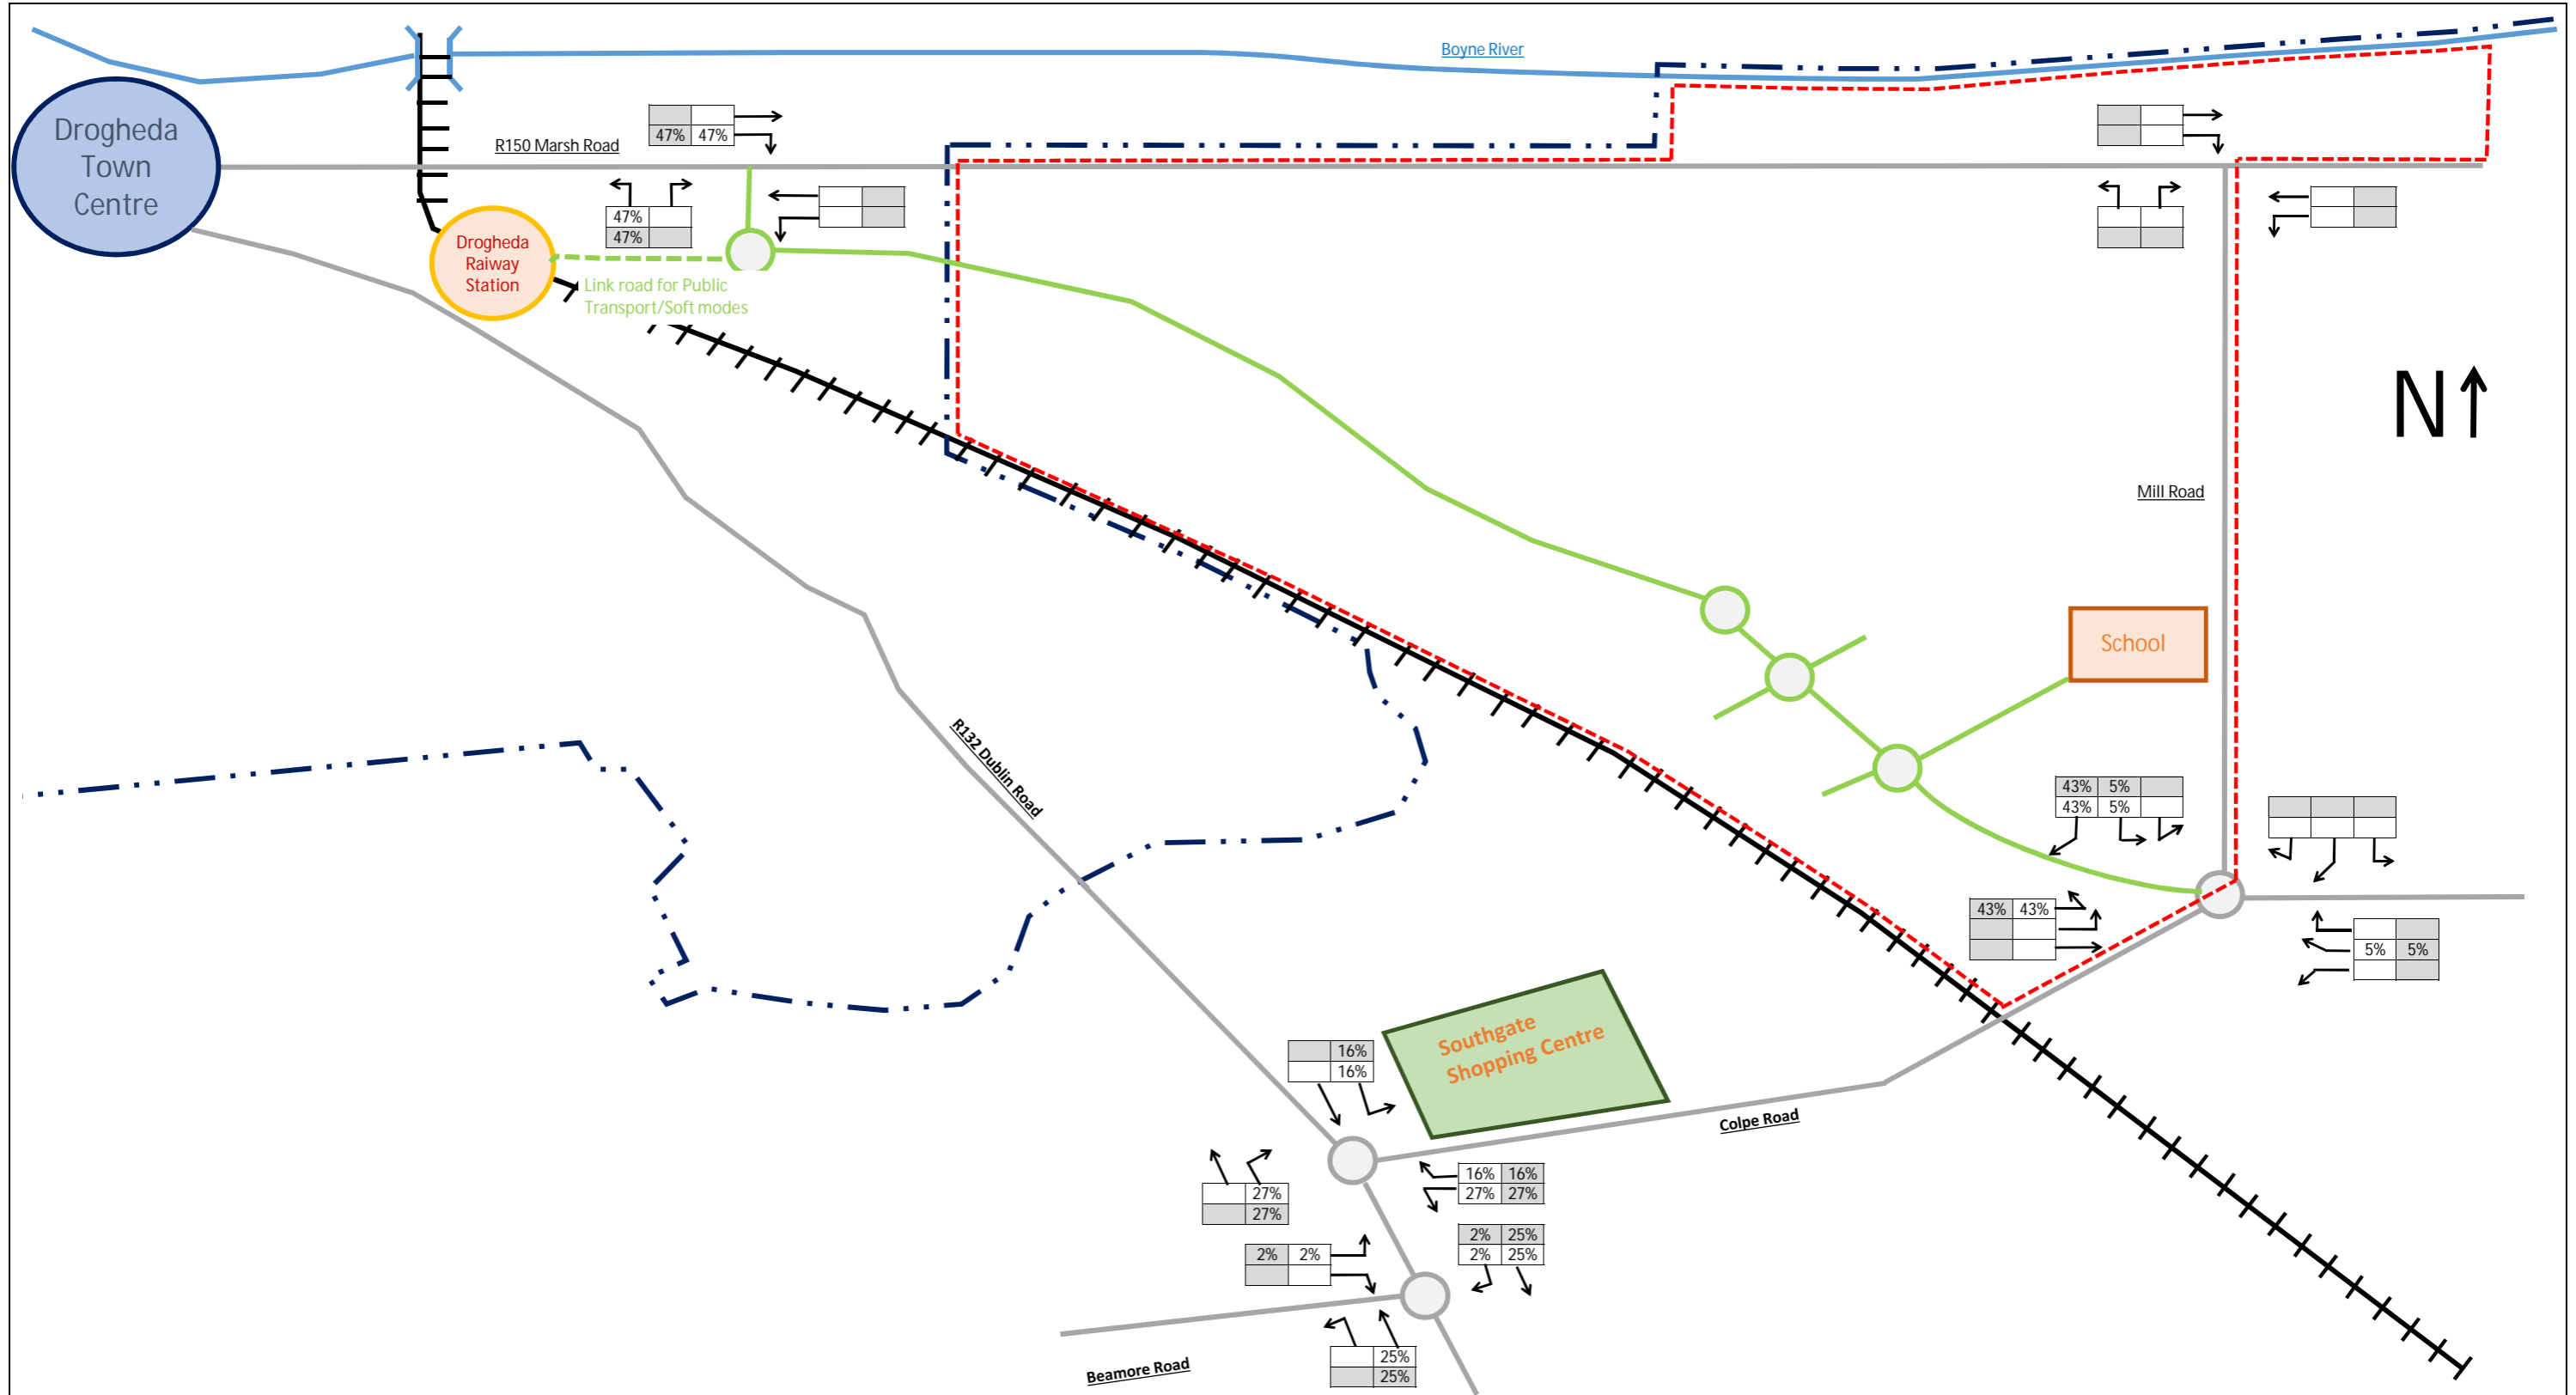 Boyne River
Drogheda
Town
Centre
R150 Marsh Road
47% 47%
47%
47%
Drogheda
Raiway
Station
Link road for Public
Transport/Soft modes
N
Mill Road
School
R132 Dublin Road
43% 5%
43% 5%
43% 43%
5% 5%
Southgate
Shopping Centre
16%
16%
Colpe Road
16% 16%
27% 27%
27%
27%
2% 25%
2% 25%
2% 2%
25%
25%
Beamore Road